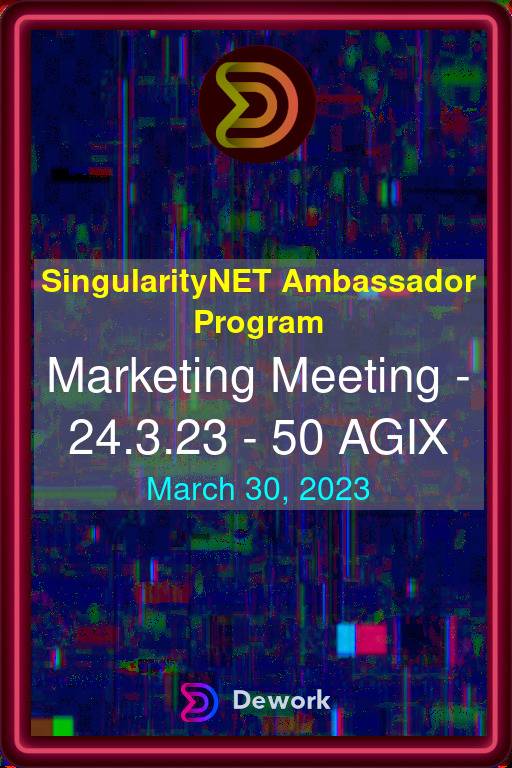 SingularityNET Ambassador
Program
Marketing Meeting -
24.3.23 - 50 AGIX
March 30, 2023
Dework